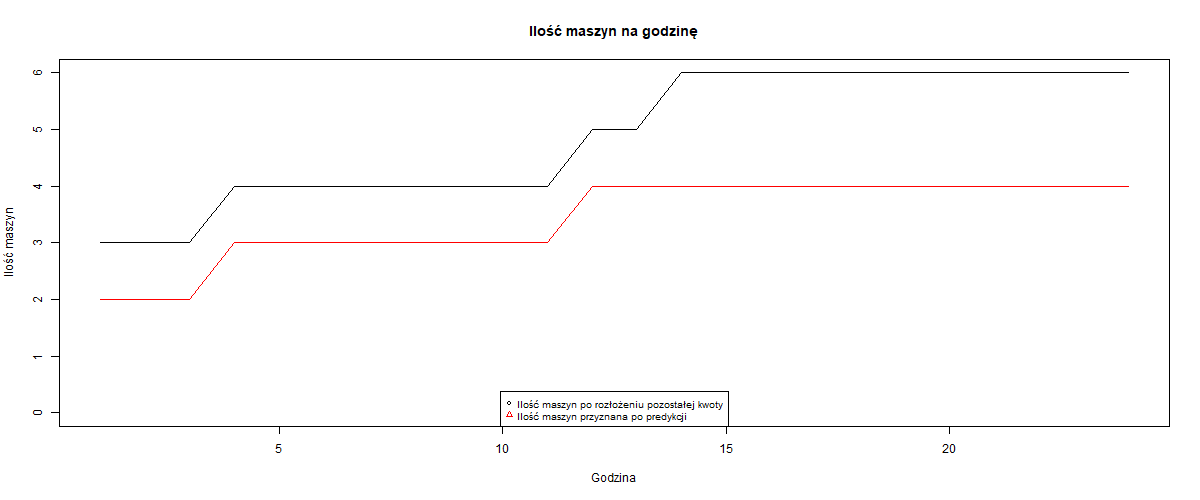 Ilość maszyn na godzinę
Ilość maszyn
6
5
4
3
2
1
0
Ilość maszyn po rozłożeniu pozostałej kwoty
Ilość maszyn przyznana po predykcji
5 10 15 20
Godzina